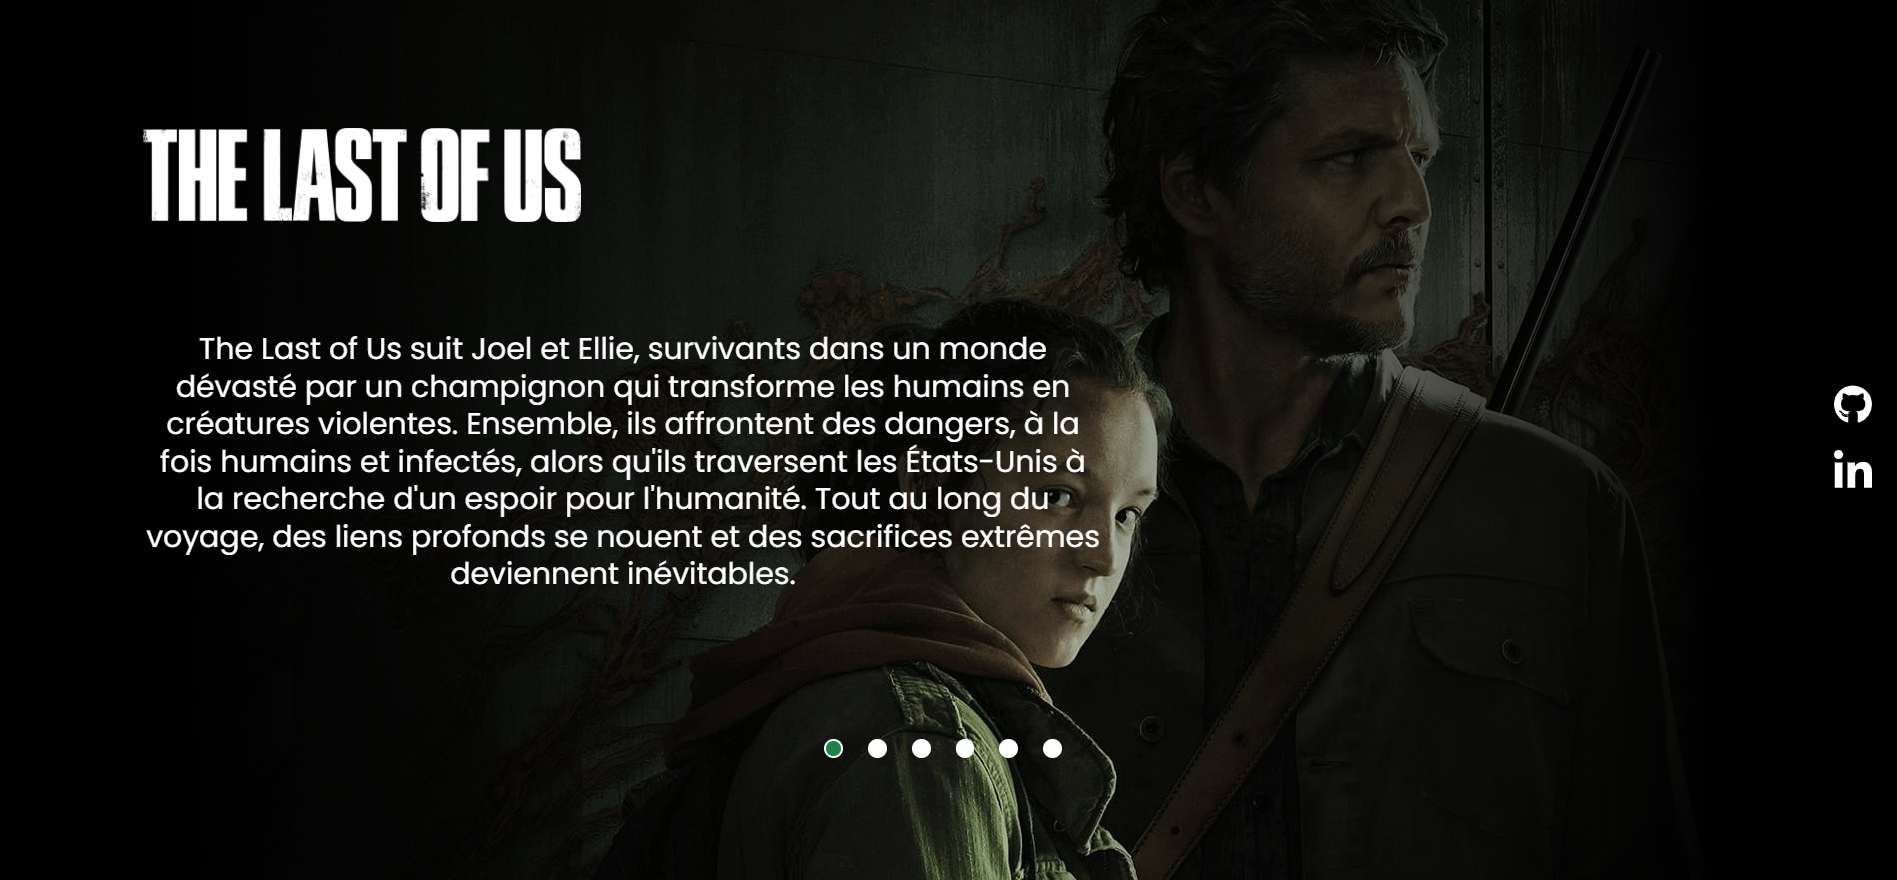 THE LAST OF US
The Last of Us suit Joel et Ellie, survivants dans un monde
dévasté par un champignon qui transforme les humains en
créatures violentes. Ensemble, ils affrontent des dangers, à la
fois humains et infectés, alors qu'ils traversent les États-Unis à
la recherche d'un espoir pour l'humanité. Tout au long du
voyage, des liens profonds se nouent et des sacrifices extrêmes
deviennent inévitables.
in